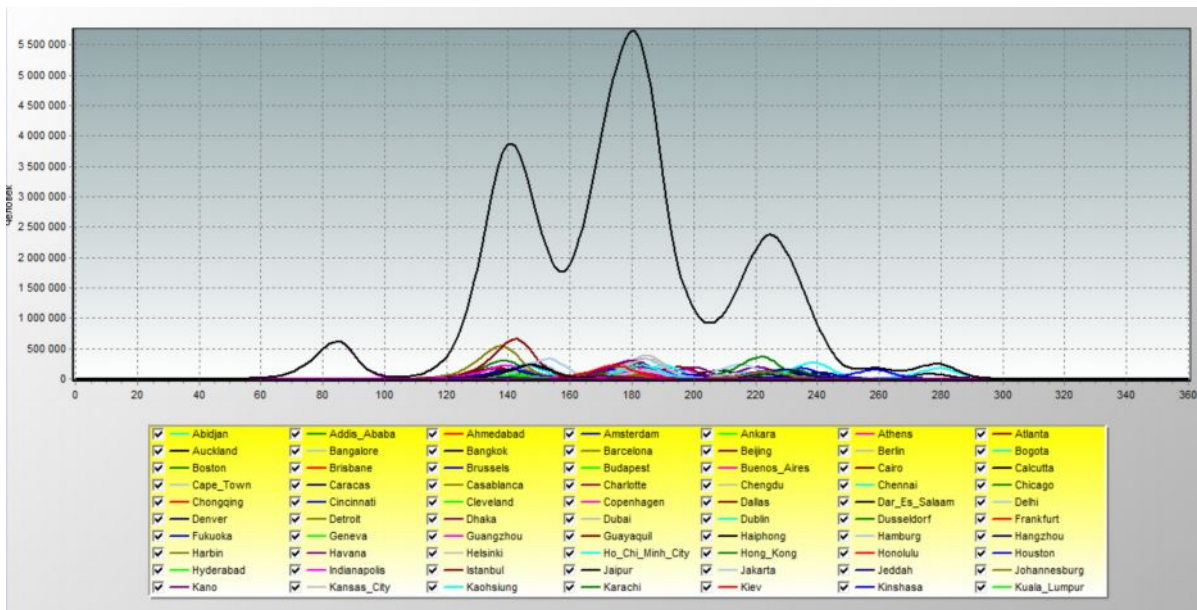 5 500 000
5 000 000
4 500 000
4 000 000
3 500 000
3 000 000
2 500 000
2 000 000
1 500 000
1 000 000
500 000
0
человек
0 20 40 60 80 100 120 140 160 180 200 220 240 260 280 300 320 340 360
Abidjan Addis_Ababa Ahmedabad Amsterdam Ankara Athens Atlanta
Auckland Bangalore Bangkok Barcelona Beijing Berlin Bogota
Boston Brisbane Brussels Budapest Buenos_Aires Cairo Calcutta
Cape_Town Caracas Casablanca Charlotte Chengdu Chennai Chicago
Chongqing Cincinnati Cleveland Copenhagen Dallas Dar_Es_Salaam Delhi
Denver Detroit Dhaka Dubai Dublin Dusseldorf Frankfurt
Fukuoka Geneva Guangzhou Guayaquil Haiphong Hamburg Hangzhou
Harbin Havana Helsinki Ho_Chi_Minh_City Hong_Kong Honolulu Houston
Hyderabad Indianapolis Istanbul Jaipur Jakarta Jeddah Johannesburg
Kano Kansas_City Kaohsiung Karachi Kiev Kinshasa Kuala_Lumpur